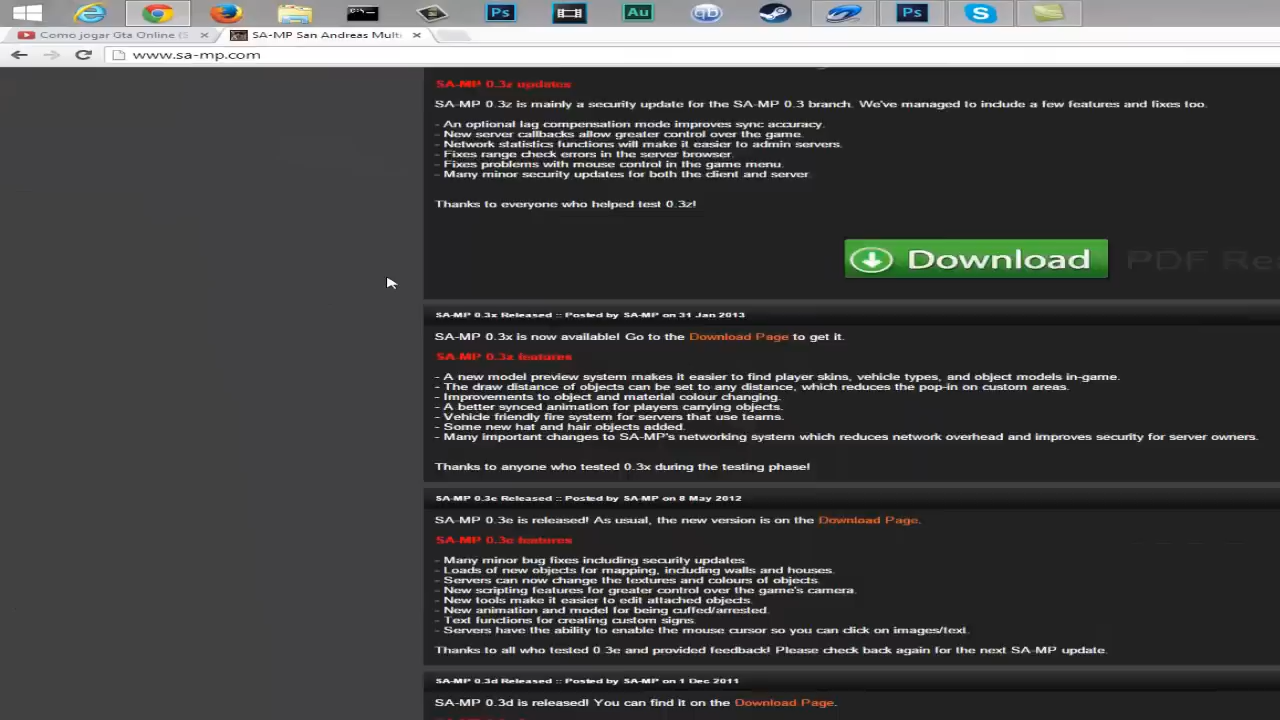 Ps
Au
qb
Ps
S
Como jogar Gta Online (S
SA-MP San Andreas Multi
www.sa-mp.com
SA-MP 0.3z updates
SA-MP 0.3z is mainly a security update for the SA-MP 0.3 branch. We've managed to include a few features and fixes too.
- An optional lag compensation mode improves sync accuracy.
- New server callbacks allow greater control over the game.
- Network statistics functions will make it easier to admin servers.
- Fixes range check errors in the server browser.
- Fixes problems with mouse control in the game menu.
- Many minor security updates for both the client and server
Thanks to everyone who helped test 0.3z!
Download
PDF Rea
SA-MP 0.3x Released :: Posted by SA-MP on 31 Jan 2013
SA-MP 0.3x is now available! Go to the Download Page to get it.
SA-MP 0.3x features
- A new model preview system makes it easier to find player skins, vehicle types, and object models in-game.
- The draw distance of objects can be set to any distance, which reduces the pop-in on custom areas.
- Improvements to object and material colour changing.
- A better synced animation for players carrying objects.
- Vehicle friendly fire system for servers that use teams.
- Some new hat and hair objects added.
- Many important changes to SA-MP's networking system which reduces network overhead and improves security for server owners.
Thanks to anyone who tested 0.3x during the testing phase!
SA-MP 0.3e Released :: Posted by SA-MP on 8 May 2012
SA-MP 0.3e is released! As usual, the new version is on the Download Page.
SA-MP 0.3e features
- Many minor bug fixes including security updates.
- Loads of new objects for mapping, including walls and houses.
- Servers can now change the textures and colours of objects.
- New scripting features for greater control over the game's camera.
- New tools make it easier to edit attached objects.
- New animation and model for being cuffed/arrested.
- Text functions for creating custom signs.
- Servers have the ability to enable the mouse cursor so you can click on images/text.
Thanks to all who tested 0.3e and provided feedback! Please check back again for the next SA-MP update.
SA-MP 0.3d Released :: Posted by SA-MP on 1 Dec 2011
SA-MP 0.3d is released! You can find it on the Download Page.